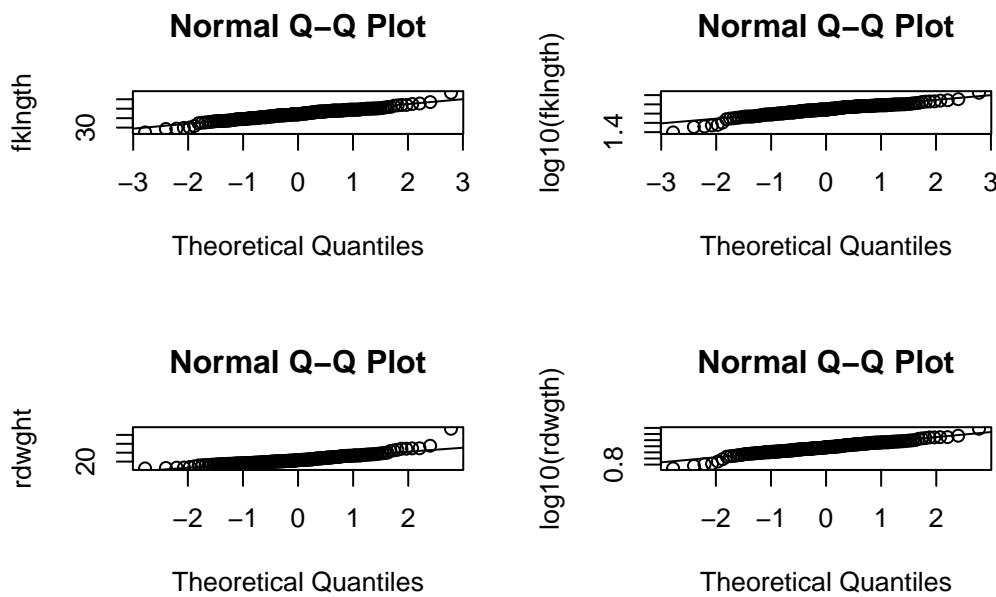 Normal Q−Q Plot
fklngth
30
−3 −2 −1 0 1 2 3
Theoretical Quantiles
Normal Q−Q Plot
log10(fklngth)
1.4
−3 −2 −1 0 1 2 3
Theoretical Quantiles
Normal Q−Q Plot
rdwght
20
−2 −1 0 1 2
Theoretical Quantiles
Normal Q−Q Plot
log10(rdwgth)
0.8
−2 −1 0 1 2
Theoretical Quantiles